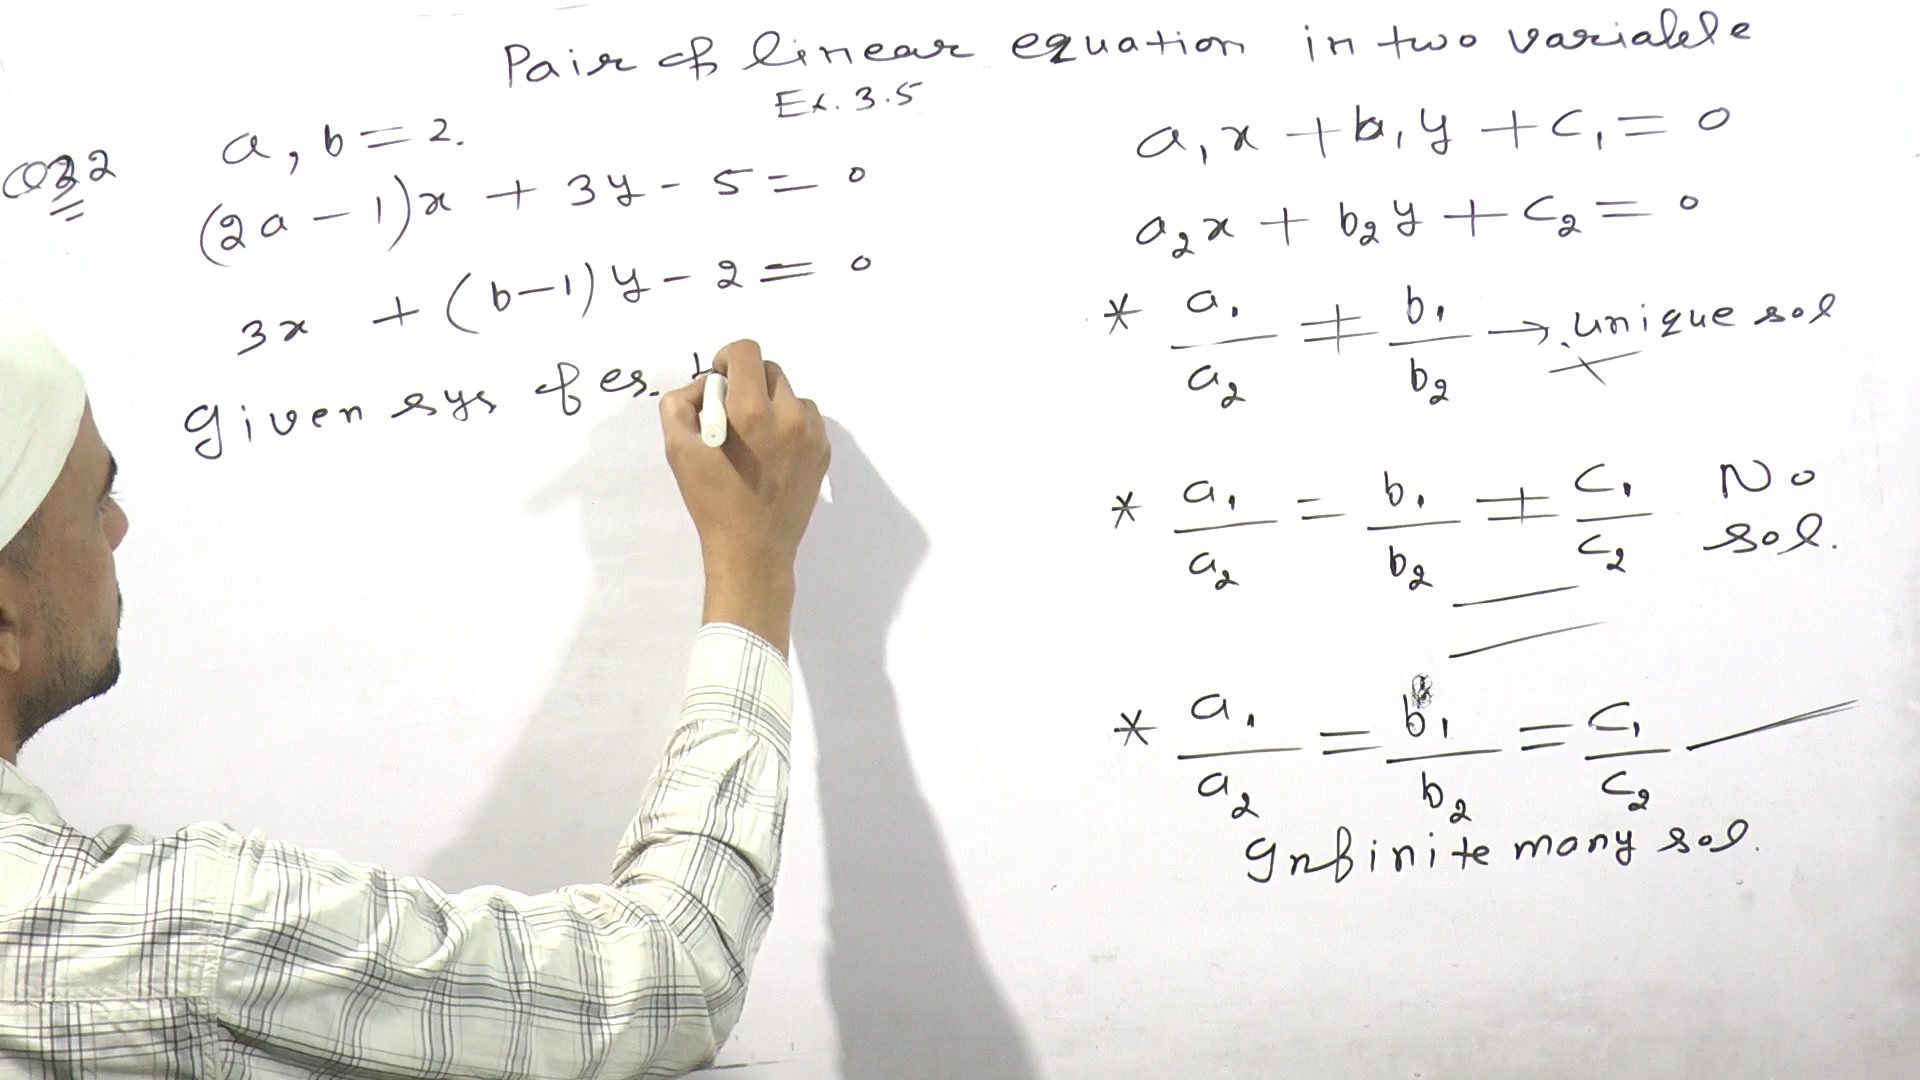 Pair of linear equation in two variable
Ex. 3.5
Q32
a, b = 2.
(2a - 1)x + 3y - 5 = 0
3x + (b-1)y - 2 = 0
given sys of es.
a₁x + b₁y + c₁ = 0
a₂x + b₂y + c₂ = 0
* a₁/a₂ ≠ b₁/b₂ → unique sol
* a₁/a₂ = b₁/b₂ ≠ c₁/c₂ No sol.
* a₁/a₂ = b₁/b₂ = c₁/c₂
Infinite many sol.